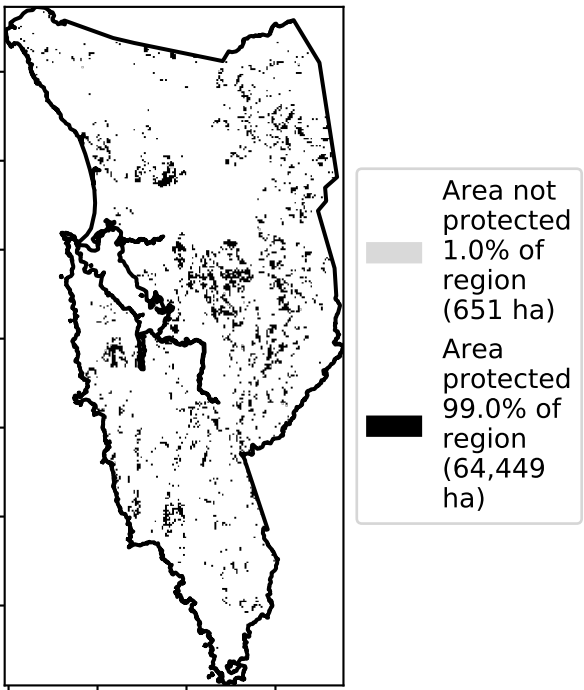 Area not
protected
1.0% of
region
(651 ha)
Area
protected
99.0% of
region
(64,449
ha)